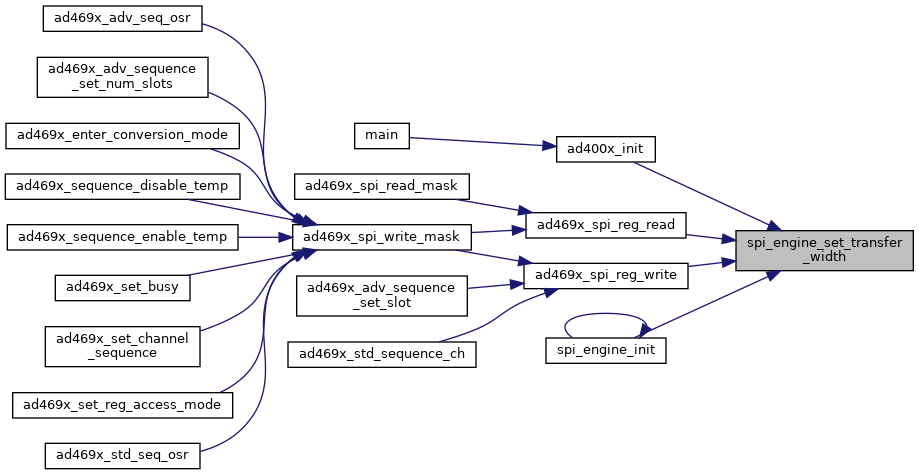 ad469x_adv_seq_osr
ad469x_adv_sequence
_set_num_slots
ad469x_enter_conversion_mode
ad469x_sequence_disable_temp
ad469x_sequence_enable_temp
ad469x_set_busy
ad469x_set_channel
_sequence
ad469x_set_reg_access_mode
ad469x_std_seq_osr
main
ad469x_spi_read_mask
ad469x_spi_write_mask
ad469x_adv_sequence
_set_slot
ad469x_std_sequence_ch
ad400x_init
ad469x_spi_reg_read
ad469x_spi_reg_write
spi_engine_init
spi_engine_set_transfer
_width